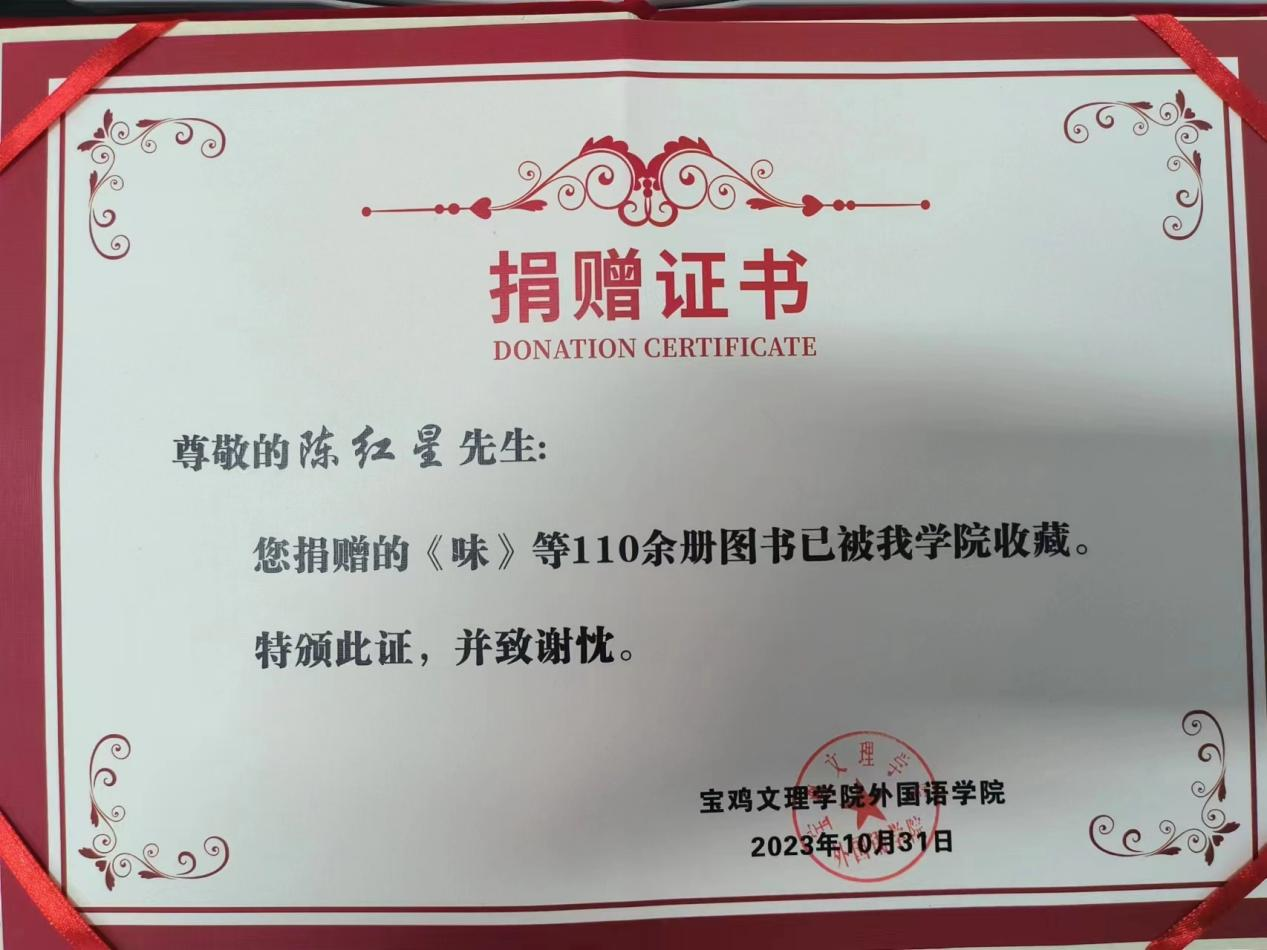 捐赠证书
DONATION CERTIFICATE
尊敬的陈红星先生:
您捐赠的《味》等110余册图书已被我学院收藏。
特颁此证，并致谢忱。
宝鸡文理学院外国语学院
2023年10月31日